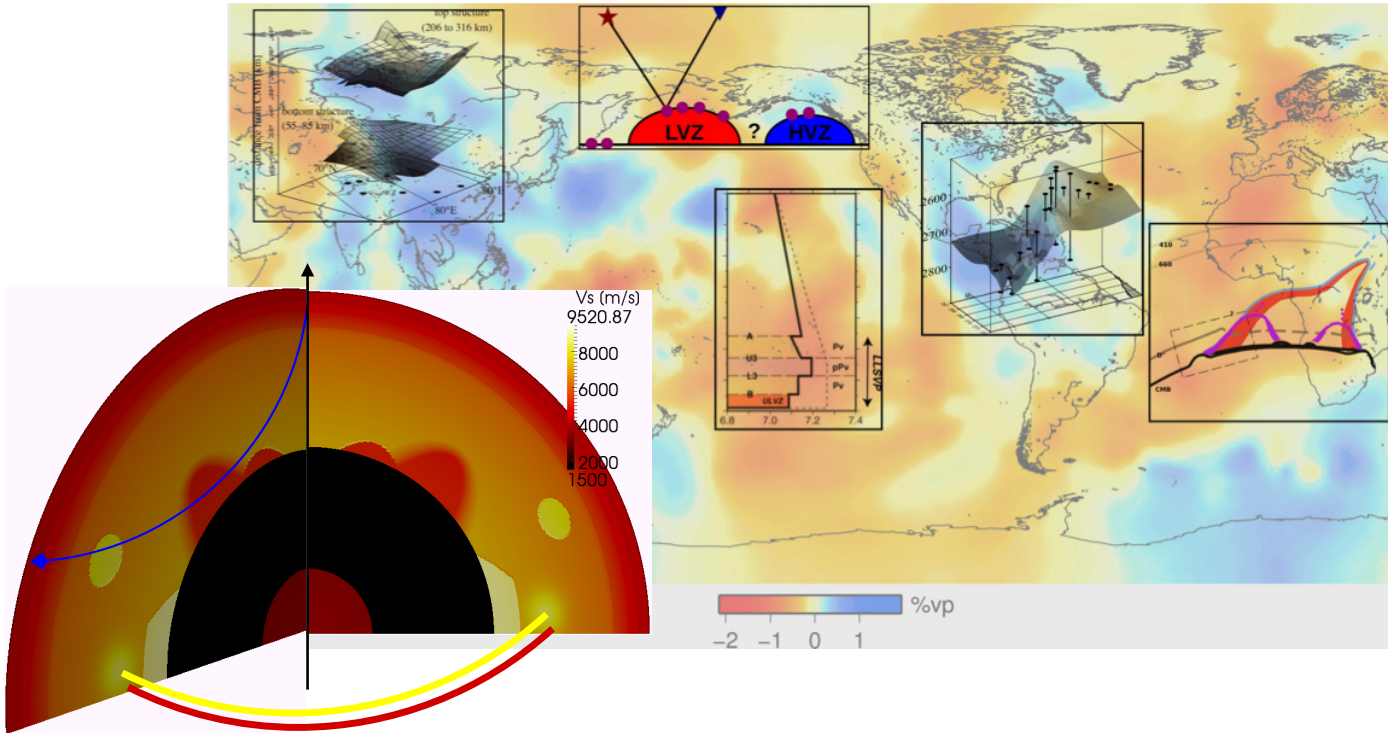 top structure
(206 to 316 km)
bottom structure
(55–85 km)
70°
80°E
90°E
LVZ
?
HVZ
A
U3
L3
B
Pv
pPv
Pv
ULVZ
LLSVP
6.8
7.0
7.2
7.4
2600
2700
2800
410
660
?
D"
CMB
Vs (m/s)
9520.87
8000
6000
4000
2000
1500
%vp
−2
−1
0
1